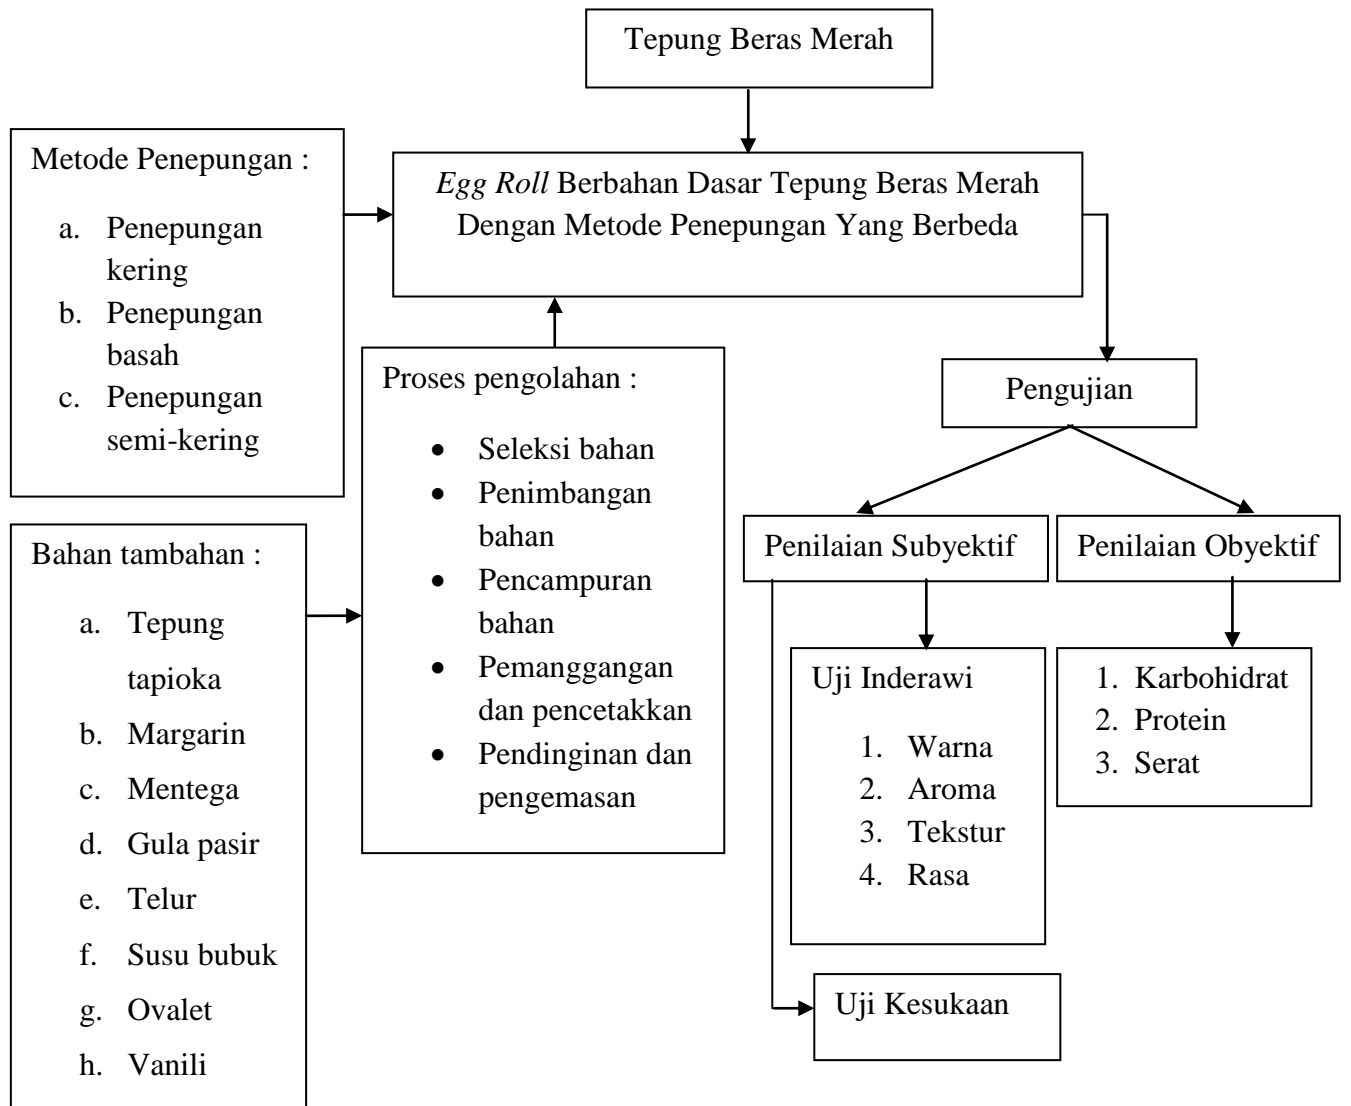 Tepung Beras Merah
Metode Penepungan :
a. Penepungan
kering
b. Penepungan
basah
c. Penepungan
semi-kering
Egg Roll Berbahan Dasar Tepung Beras Merah
Dengan Metode Penepungan Yang Berbeda
Bahan tambahan :
a. Tepung
tapioka
b. Margarin
c. Mentega
d. Gula pasir
e. Telur
f. Susu bubuk
g. Ovalet
h. Vanili
Proses pengolahan :
• Seleksi bahan
• Penimbangan
bahan
• Pencampuran
bahan
• Pemanggangan
dan pencetakkan
• Pendinginan dan
pengemasan
Pengujian
Penilaian Subyektif
Penilaian Obyektif
Uji Inderawi
1. Warna
2. Aroma
3. Tekstur
4. Rasa
1. Karbohidrat
2. Protein
3. Serat
Uji Kesukaan